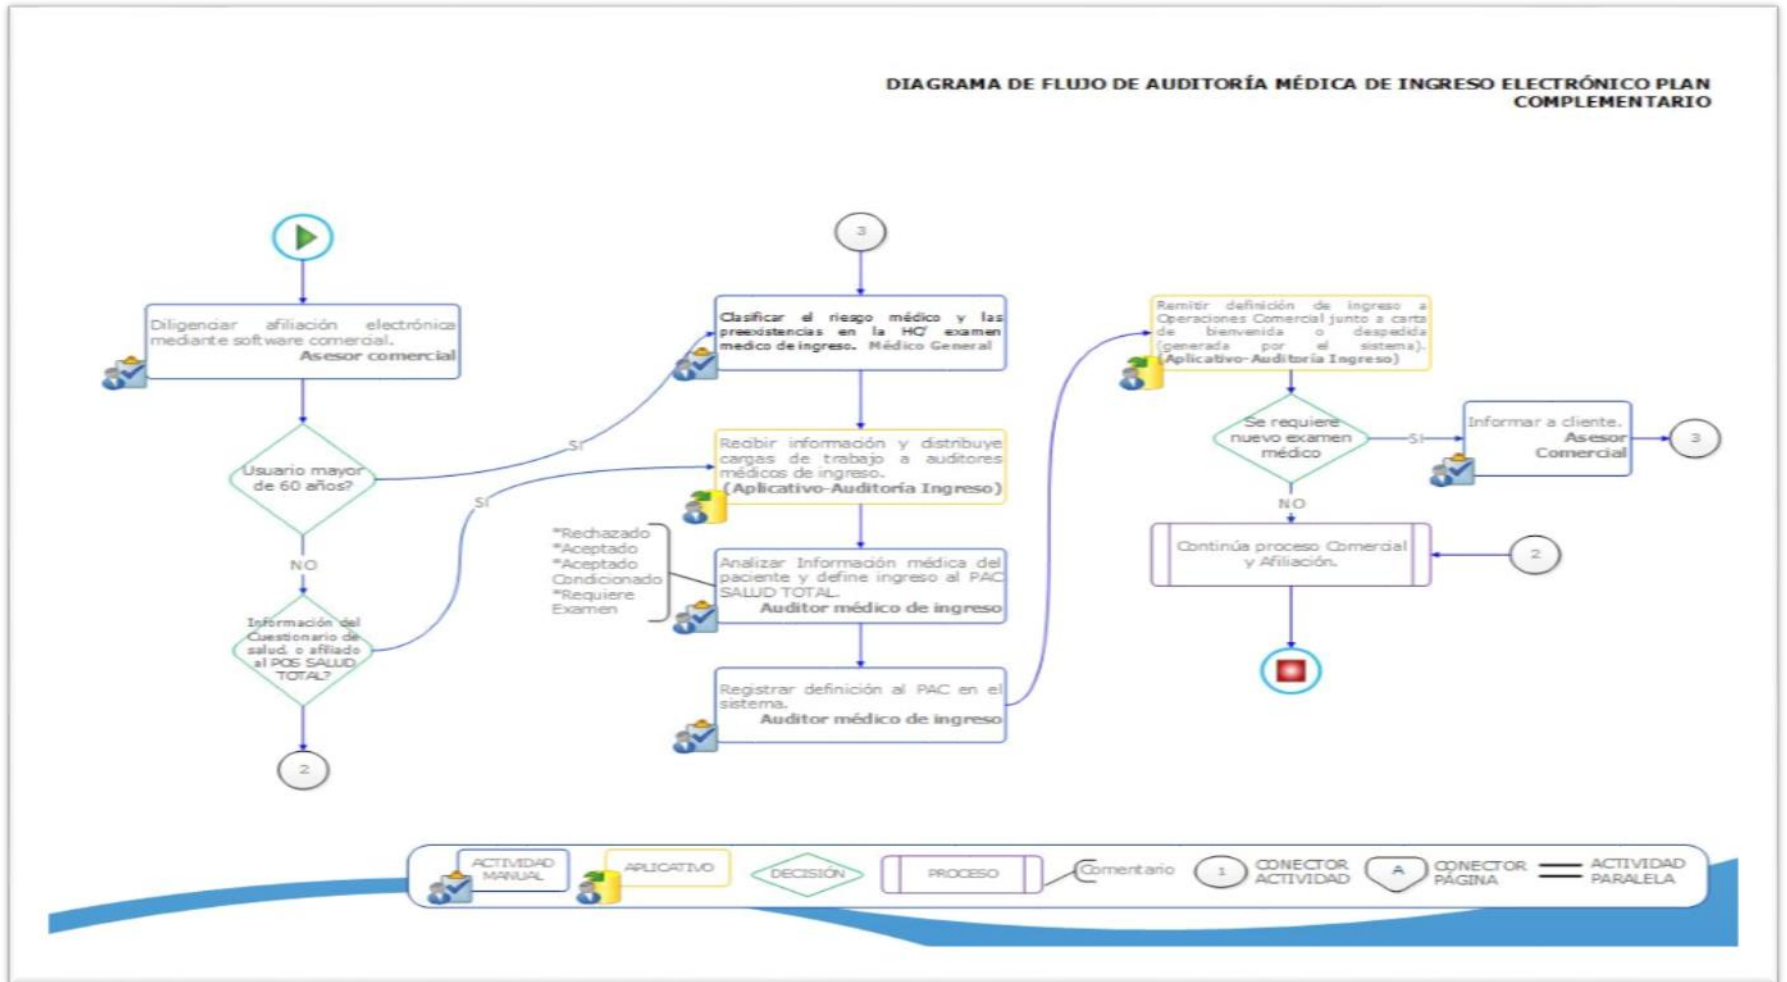 DIAGRAMA DE FLUJO DE AUDITORÍA MÉDICA DE INGRESO ELECTRÓNICO PLAN
COMPLEMENTARIO
Diligenciar afiliación electrónica
mediante software comercial.
Asesor comercial
Usuario mayor
de 60 años?
SI
NO
Información del
Cuestionario de
salud, o afiliado
al POS SALUD
TOTAL?
SI
2
3
Clasificar el riesgo médico y las
preexistencias en la HC/ examen
medico de ingreso. Médico General
Recibir información y distribuye
cargas de trabajo a auditores
médicos de ingreso.
(Aplicativo-Auditoría Ingreso)
*Rechazado
*Aceptado
*Aceptado
Condicionado
*Requiere
Examen
Analizar Información médica del
paciente y define ingreso al PAC
SALUD TOTAL.
Auditor médico de ingreso
Registrar definición al PAC en el
sistema.
Auditor médico de ingreso
Remitir definición de ingreso a
Operaciones Comercial junto a carta
de bienvenida o despedida
(generada por el sistema).
(Aplicativo-Auditoría Ingreso)
Se requiere
nuevo examen
médico
SI
Informar a cliente.
Asesor
Comercial
3
NO
Continúa proceso Comercial
y Afiliación.
2
ACTIVIDAD
MANUAL
APLICATIVO
DECISIÓN
PROCESO
Comentario
1
CONECTOR
ACTIVIDAD
A
CONECTOR
PÁGINA
ACTIVIDAD
PARALELA